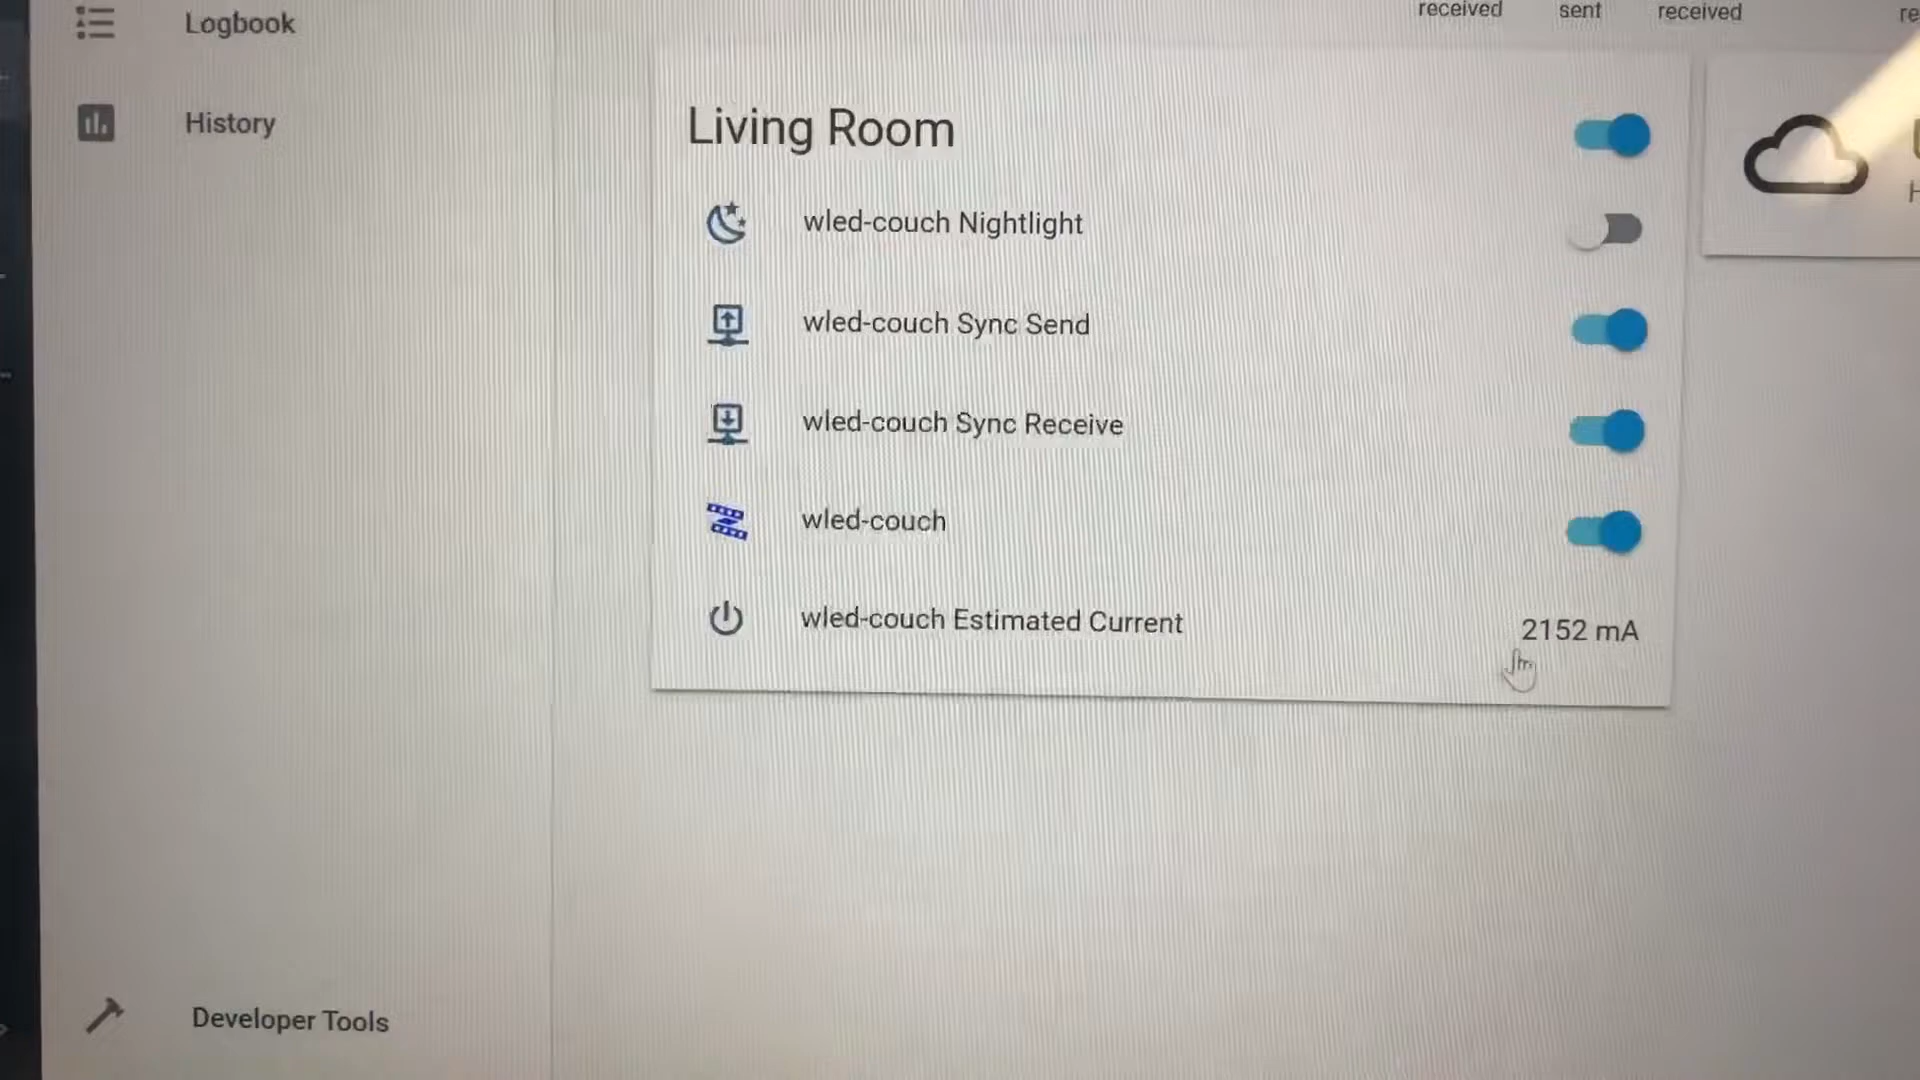 Logbook
History
Developer Tools
received sent received
Living Room
wled-couch Nightlight
wled-couch Sync Send
wled-couch Sync Receive
wled-couch
wled-couch Estimated Current 2152 mA